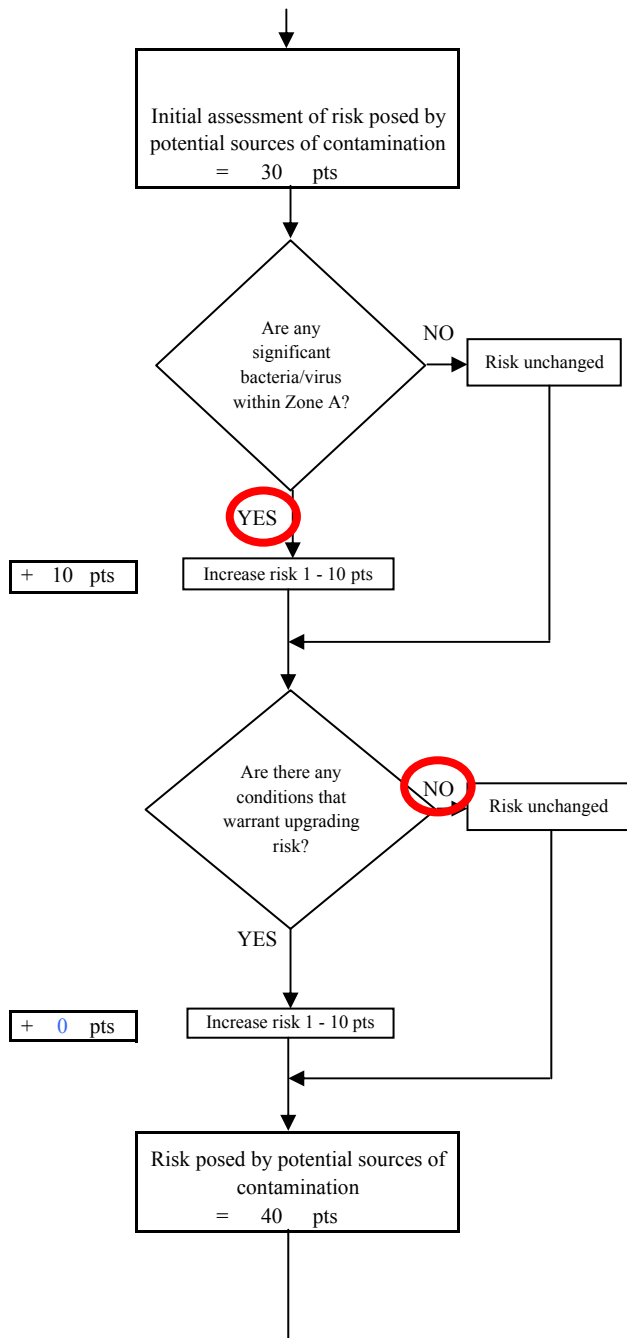 Initial assessment of risk posed by
potential sources of contamination
= 30 pts
Are any
significant
bacteria/virus
within Zone A?
NO
Risk unchanged
YES
+ 10 pts
Increase risk 1 - 10 pts
Are there any
conditions that
warrant upgrading
risk?
NO
Risk unchanged
YES
+ 0 pts
Increase risk 1 - 10 pts
Risk posed by potential sources of
contamination
= 40 pts